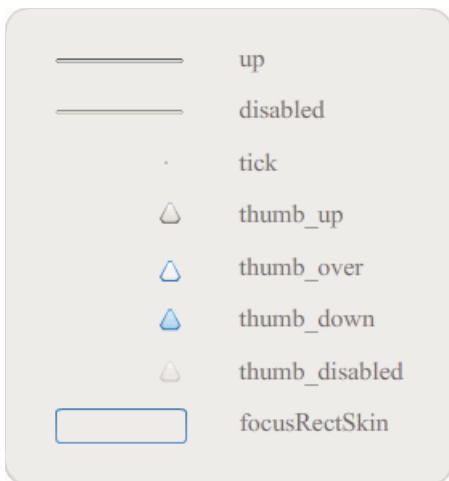 up
disabled
tick
thumb_up
thumb_over
thumb_down
thumb_disabled
focusRectSkin